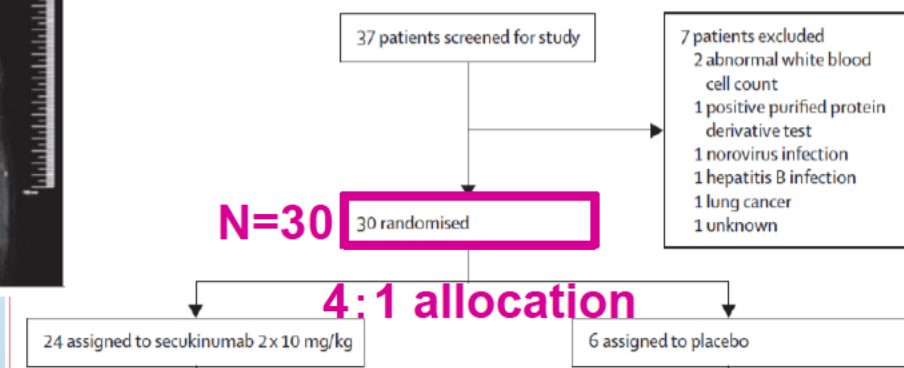 37 patients screened for study
7 patients excluded
2 abnormal white blood
cell count
1 positive purified protein
derivative test
1 norovirus infection
1 hepatitis B infection
1 lung cancer
1 unknown
N=30
30 randomised
4:1 allocation
24 assigned to secukinumab 2x10 mg/kg
6 assigned to placebo